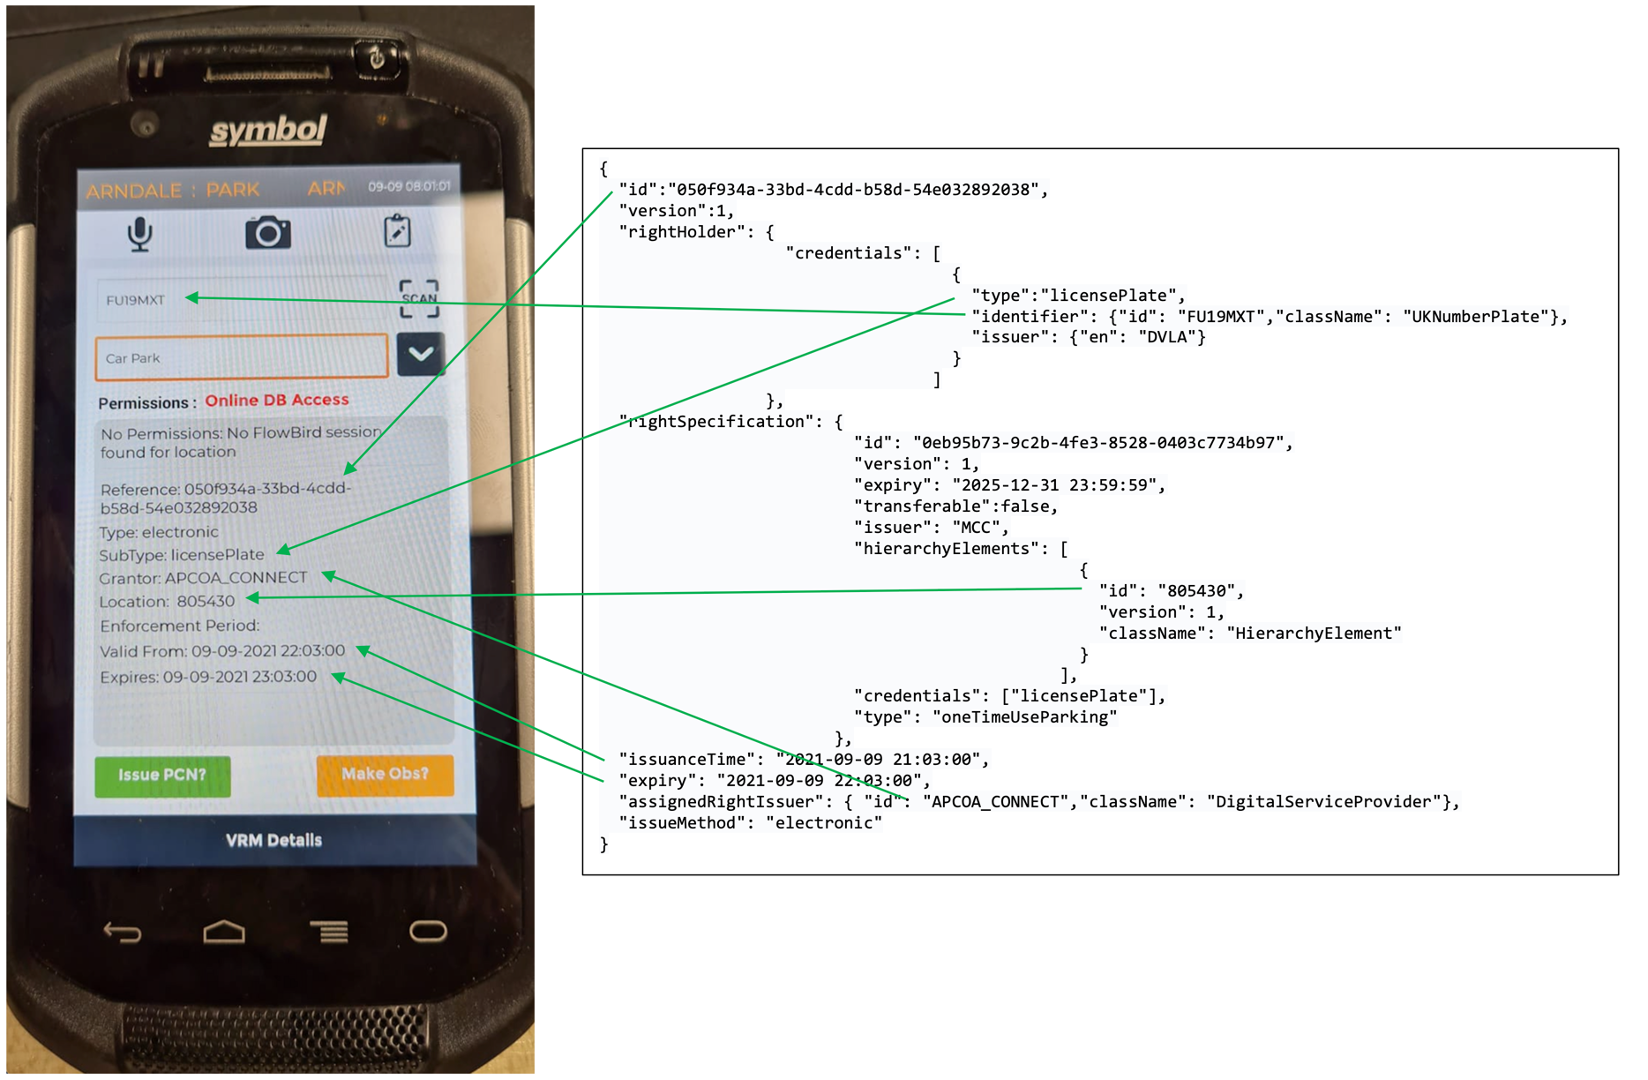 symbol
ARNDALE : PARK ARN 09-09 08:01:01
FU19MXT
SCAN
Car Park
Permissions : Online DB Access
No Permissions: No FlowBird session
found for location
Reference: 050f934a-33bd-4cdd-
b58d-54e032892038
Type: electronic
SubType: licensePlate
Grantor: APCOA_CONNECT
Location: 805430
Enforcement Period:
Valid From: 09-09-2021 22:03:00
Expires: 09-09-2021 23:03:00
Issue PCN? Make Obs?
VRM Details
{
"id":"050f934a-33bd-4cdd-b58d-54e032892038",
"version":1,
"rightHolder": {
"credentials": [
{
"type":"licensePlate",
"identifier": {"id": "FU19MXT","className": "UKNumberPlate"},
"issuer": {"en": "DVLA"}
}
]
},
"rightSpecification": {
"id": "0eb95b73-9c2b-4fe3-8528-0403c7734b97",
"version": 1,
"expiry": "2025-12-31 23:59:59",
"transferable":false,
"issuer": "MCC",
"hierarchyElements": [
{
"id": "805430",
"version": 1,
"className": "HierarchyElement"
}
],
"credentials": ["licensePlate"],
"type": "oneTimeUseParking"
},
"issuanceTime": "2021-09-09 21:03:00",
"expiry": "2021-09-09 22:03:00",
"assignedRightIssuer": { "id": "APCOA_CONNECT","className": "DigitalServiceProvider"},
"issueMethod": "electronic"
}